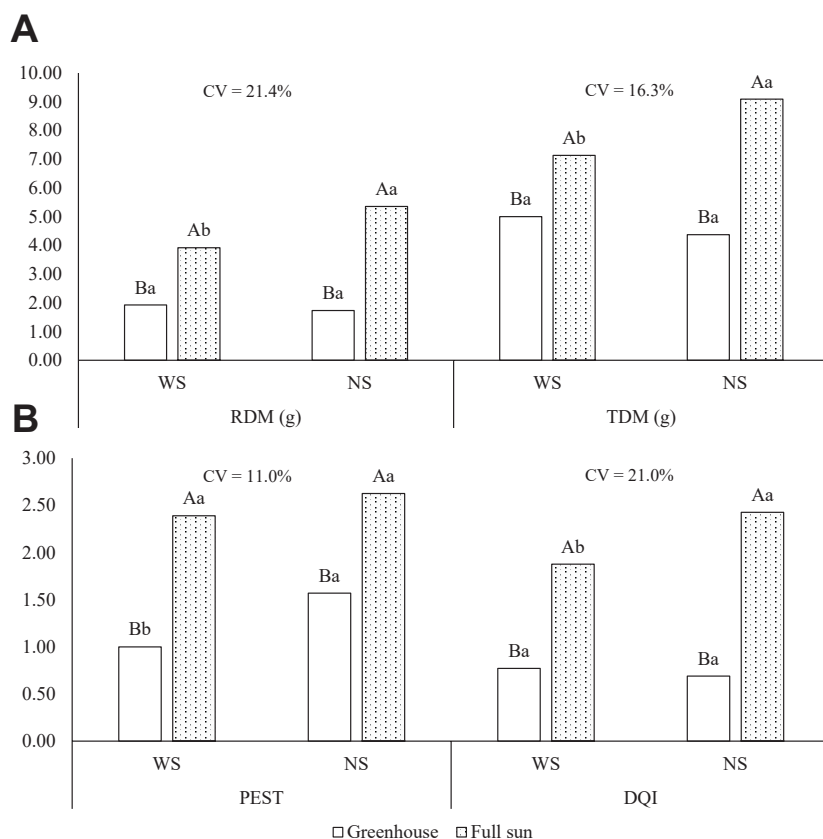 A
10.00
9.00
8.00
7.00
6.00
5.00
4.00
3.00
2.00
1.00
0.00
CV = 21.4%
CV = 16.3%
Ba
Ab
Ba
Aa
Ba
Ab
Ba
Aa
WS
NS
WS
NS
RDM (g)
TDM (g)
B
3.00
2.50
2.00
1.50
1.00
0.50
0.00
CV = 11.0%
CV = 21.0%
Bb
Aa
Ba
Aa
Ba
Ab
Ba
Aa
WS
NS
WS
NS
PEST
DQI
Greenhouse
Full sun